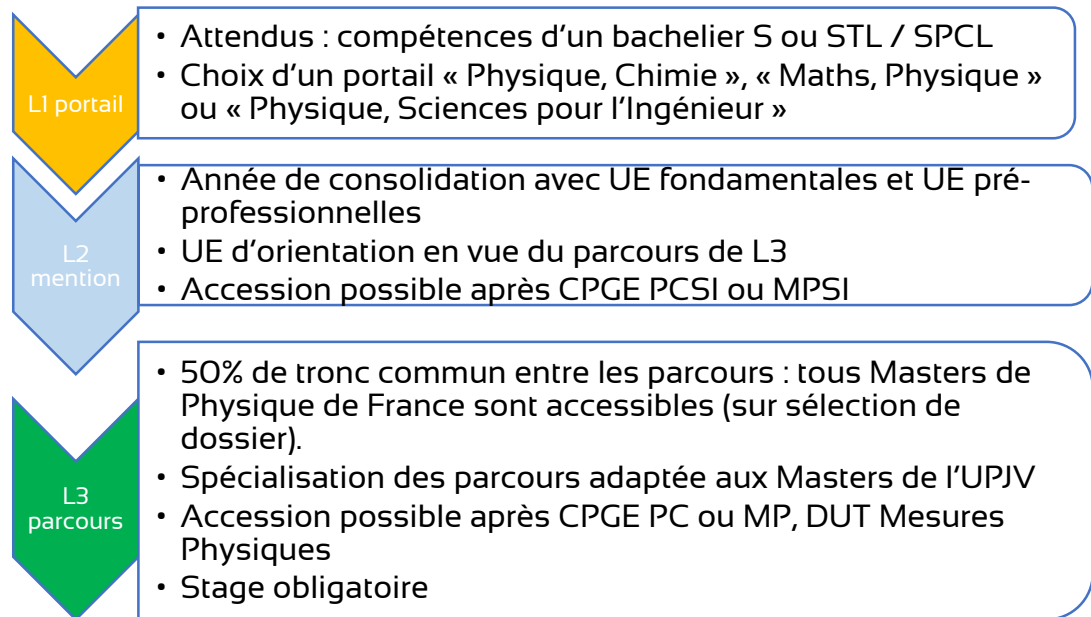 L1 portail
• Attendus : compétences d'un bachelier S ou STL / SPCL
• Choix d'un portail « Physique, Chimie », « Maths, Physique »
ou « Physique, Sciences pour l'Ingénieur »
L2
mention
• Année de consolidation avec UE fondamentales et UE pré-
professionnelles
• UE d'orientation en vue du parcours de L3
• Accession possible après CPGE PCSI ou MPSI
L3
parcours
• 50% de tronc commun entre les parcours : tous Masters de
Physique de France sont accessibles (sur sélection de
dossier).
• Spécialisation des parcours adaptée aux Masters de l'UPJV
• Accession possible après CPGE PC ou MP, DUT Mesures
Physiques
• Stage obligatoire